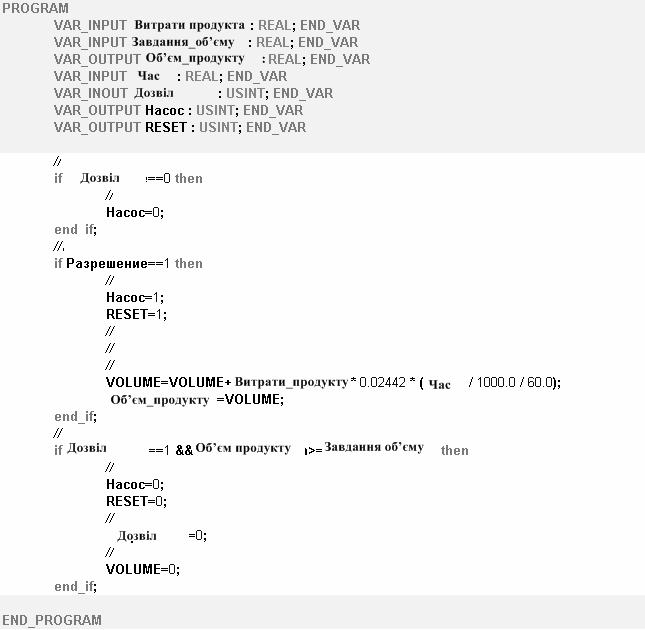 PROGRAM
VAR_INPUT Витрати продукта : REAL; END_VAR
VAR_INPUT Завдання_об’єму : REAL; END_VAR
VAR_OUTPUT Об’єм_продукту : REAL; END_VAR
VAR_INPUT Час : REAL; END_VAR
VAR_INOUT Дозвіл : USINT; END_VAR
VAR_OUTPUT Насос : USINT; END_VAR
VAR_OUTPUT RESET : USINT; END_VAR
//
if Дозвіл ==0 then
//
Насос=0;
end_if;
//.
if Разрешение==1 then
//
Насос=1;
RESET=1;
//
//
//
VOLUME=VOLUME+ Витрати_продукту * 0.02442 * ( Час / 1000.0 / 60.0);
Об’єм_продукту =VOLUME;
end_if;
//
if Дозвіл ==1 && Об’єм продукту >= Завдання об’єму then
//
Насос=0;
RESET=0;
//
Дозвіл =0;
//
VOLUME=0;
end_if;
END_PROGRAM